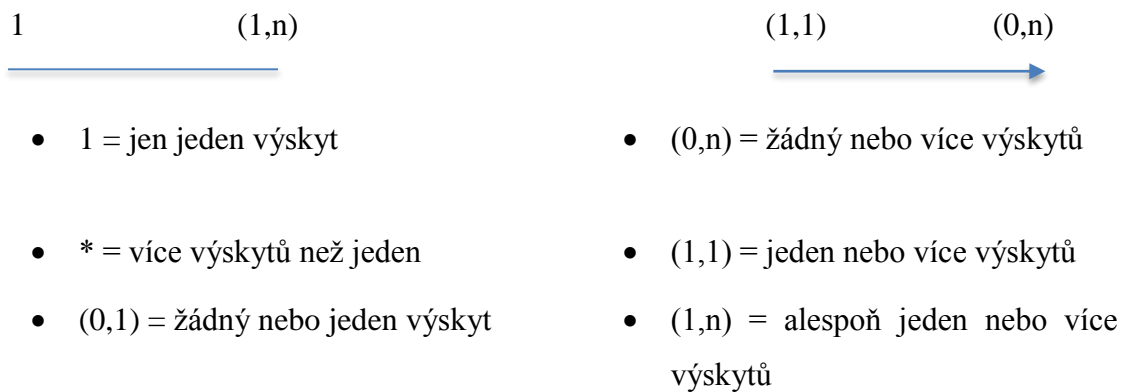 1 (1,n) (1,1) (0,n)
• 1 = jen jeden výskyt
• * = více výskytů než jeden
• (0,1) = žádný nebo jeden výskyt
• (0,n) = žádný nebo více výskytů
• (1,1) = jeden nebo více výskytů
• (1,n) = alespoň jeden nebo více
výskytů